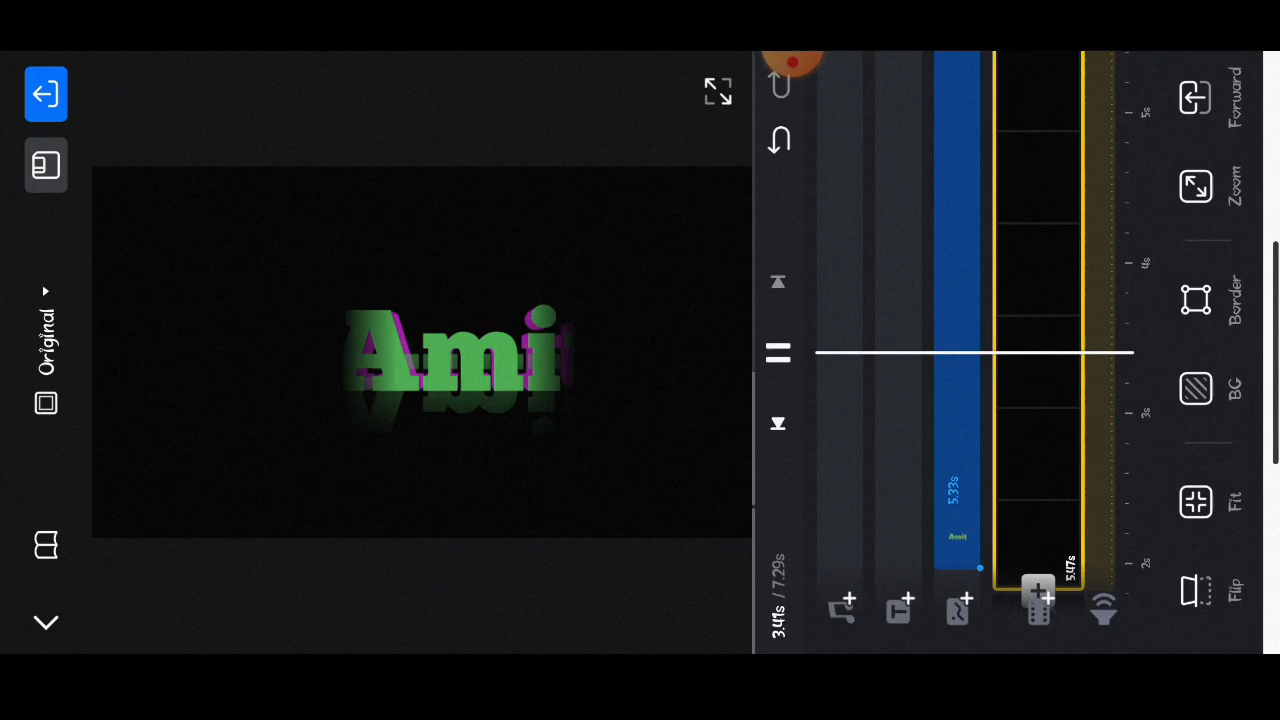 Original
Amit
3.41s / 7.29s
5.33s
Amit
5.47s
2s
3s
4s
5s
Flip
Fit
BG
Border
Zoom
Forward